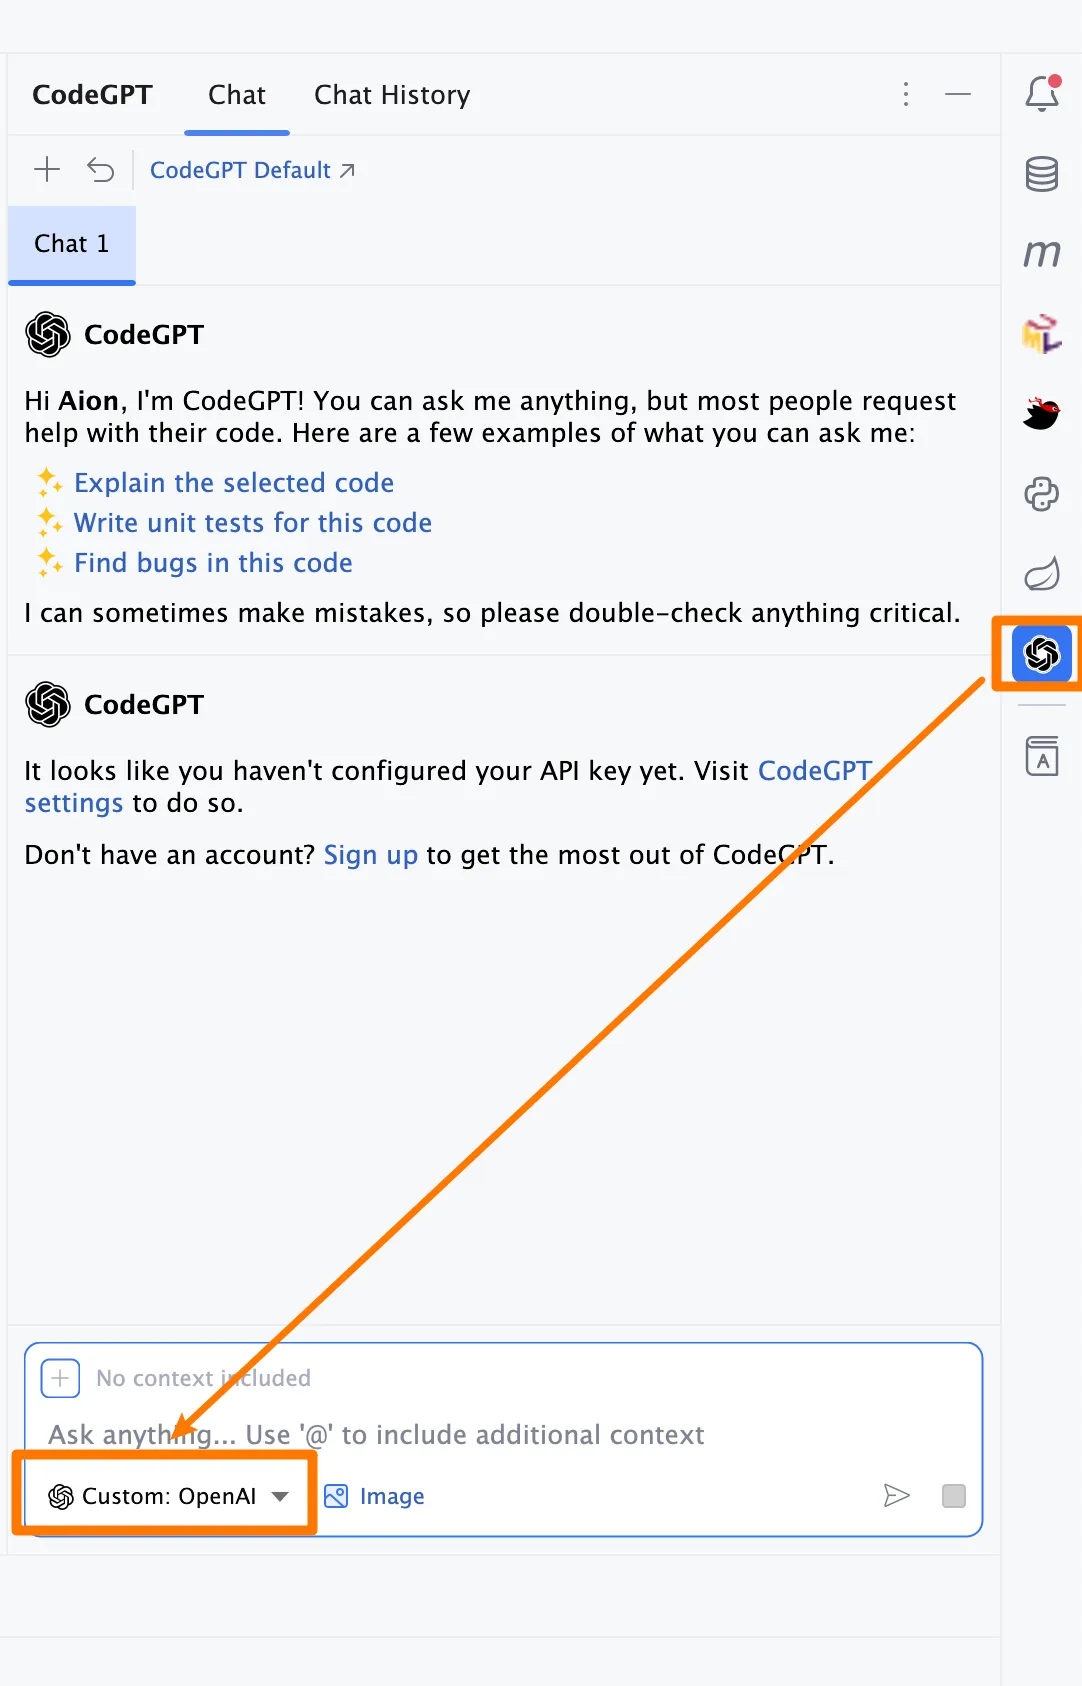 CodeGPT Chat Chat History
CodeGPT Default
Chat 1
CodeGPT
Hi Aion, I'm CodeGPT! You can ask me anything, but most people request
help with their code. Here are a few examples of what you can ask me:
Explain the selected code
Write unit tests for this code
Find bugs in this code
I can sometimes make mistakes, so please double-check anything critical.
CodeGPT
It looks like you haven't configured your API key yet. Visit CodeGPT
settings to do so.
Don't have an account? Sign up to get the most out of CodeGPT.
No context included
Ask anything... Use '@' to include additional context
Custom: OpenAI Image
m
ML
A